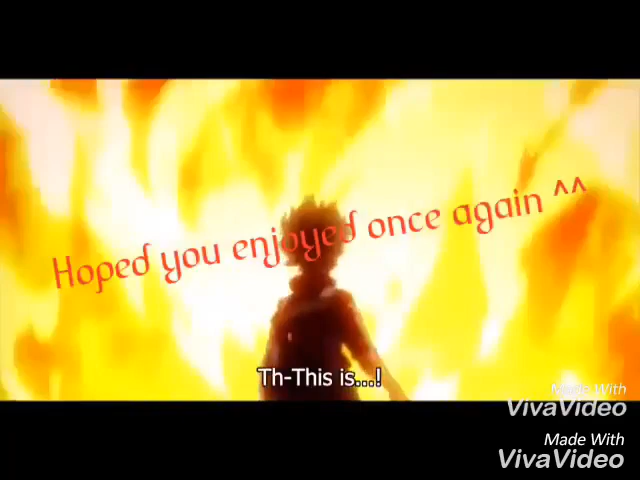 Hoped you enjoyed once again ^^
Th-This is...!
Made With
VivaVideo
Made With
VivaVideo